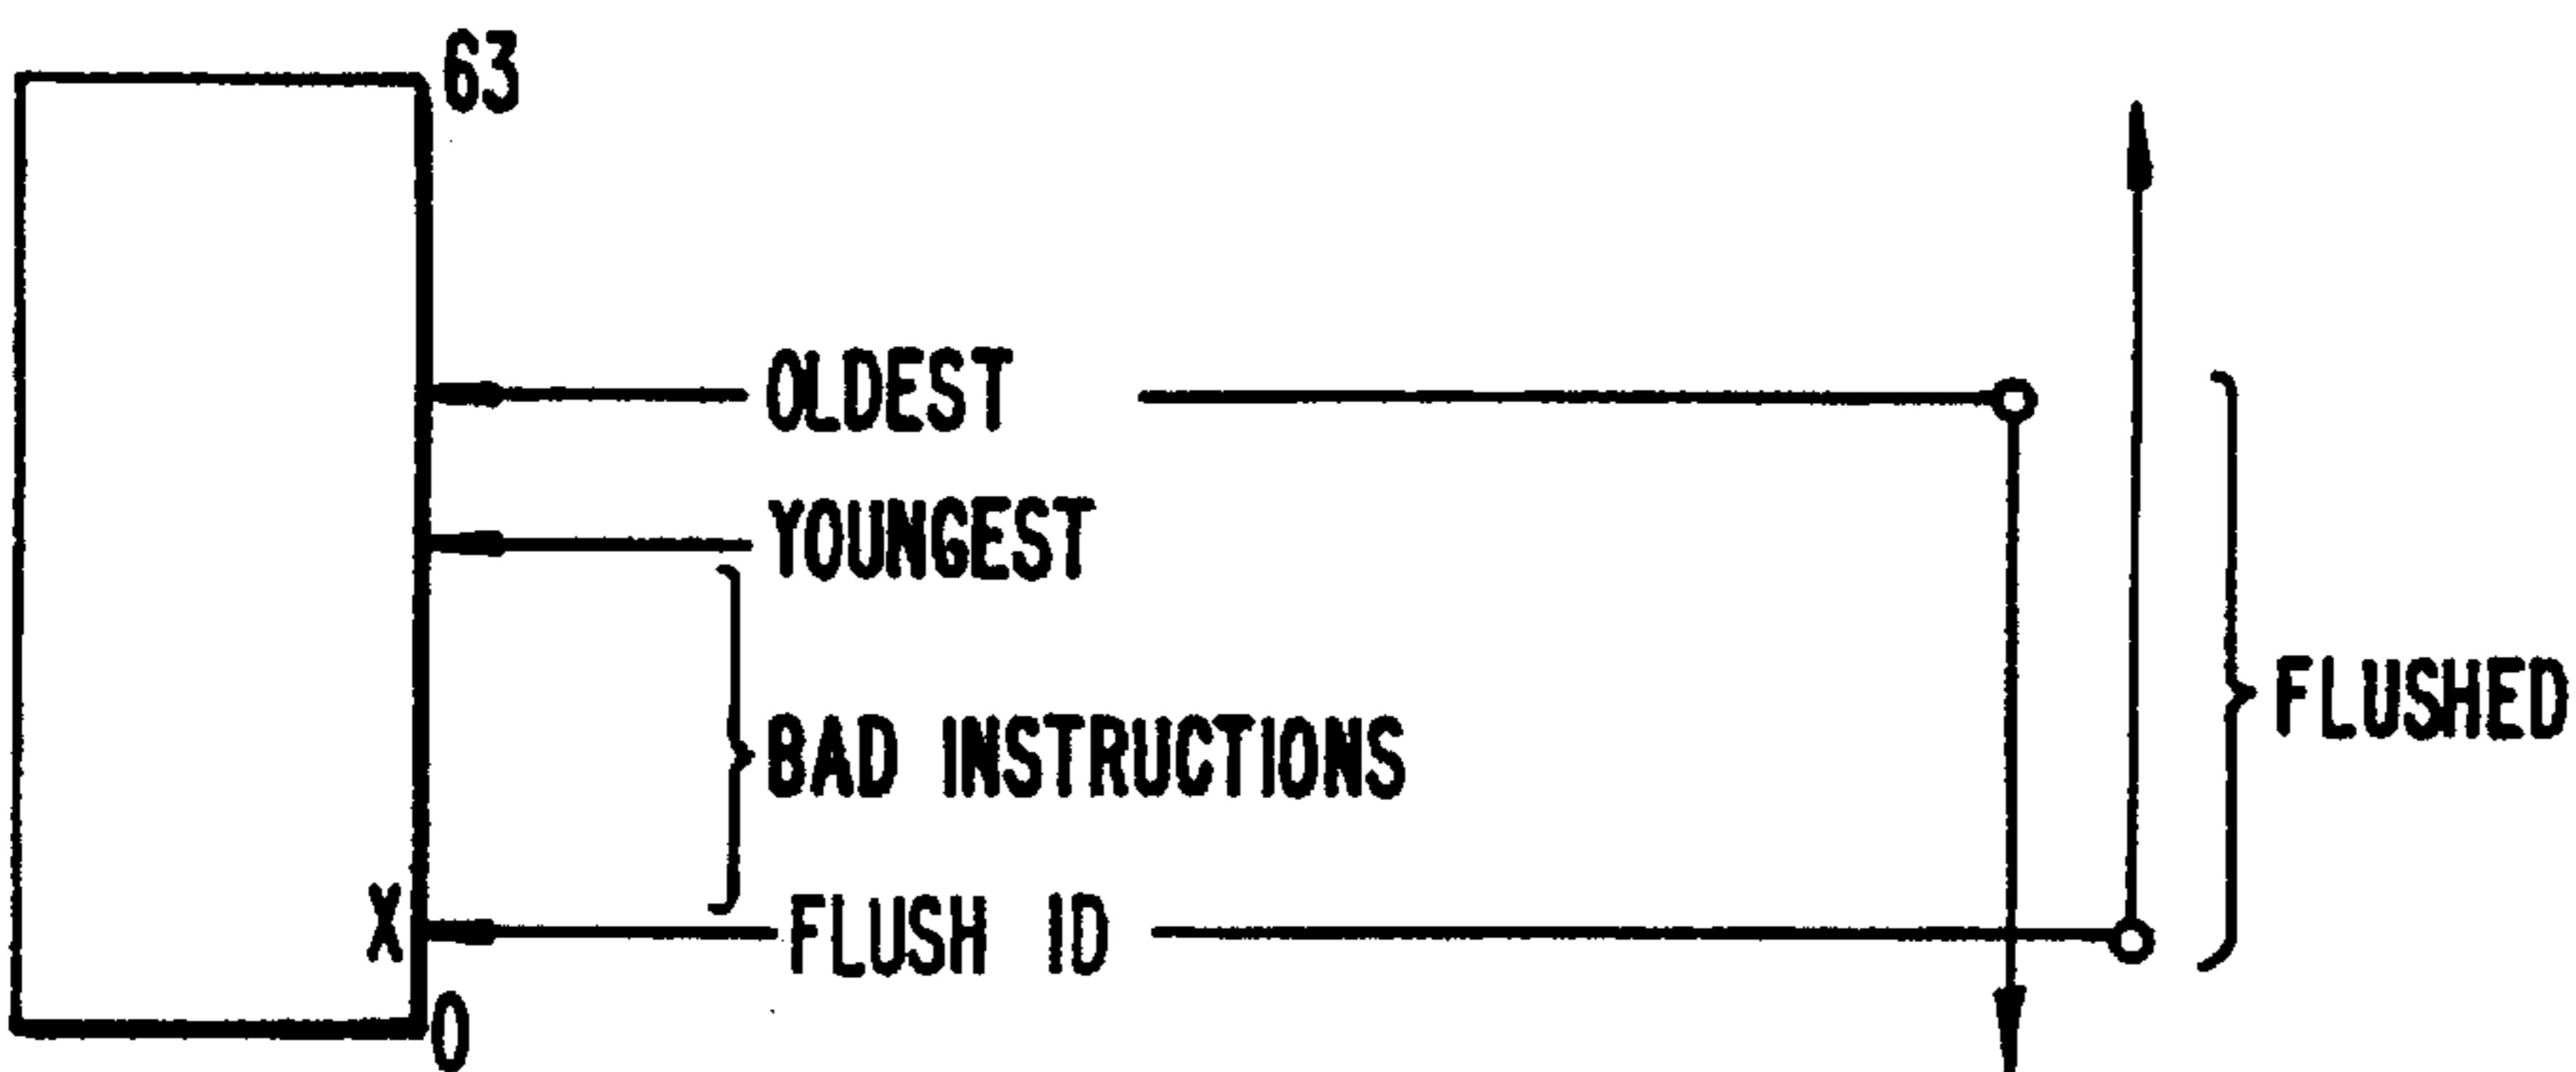 63
OLDEST
YOUNGEST
BAD INSTRUCTIONS
FLUSHED
X
FLUSH ID
0